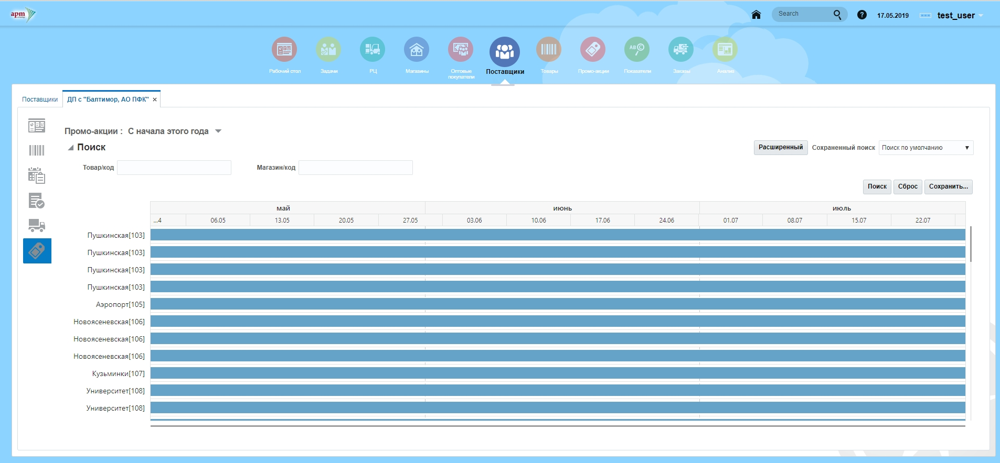 apm
Search
?
17.05.2019
test_user
Рабочий стол
Задачи
РЦ
Магазины
Оптовые
покупатели
Поставщики
Товары
Промо-акции
Показатели
Заказы
Анализ
Поставщики
ДП с "Балтимор, АО ПФК" ×
Промо-акции : С начала этого года
Поиск
Расширенный
Сохраненный поиск
Поиск по умолчанию
Товар/код
Магазин/код
Поиск
Сброс
Сохранить...
май июнь июль
...4 06.05 13.05 20.05 27.05 03.06 10.06 17.06 24.06 01.07 08.07 15.07 22.07
Пушкинская[103]
Пушкинская[103]
Пушкинская[103]
Пушкинская[103]
Аэропорт[105]
Новоясеневская[106]
Новоясеневская[106]
Новоясеневская[106]
Кузьминки[107]
Университет[108]
Университет[108]